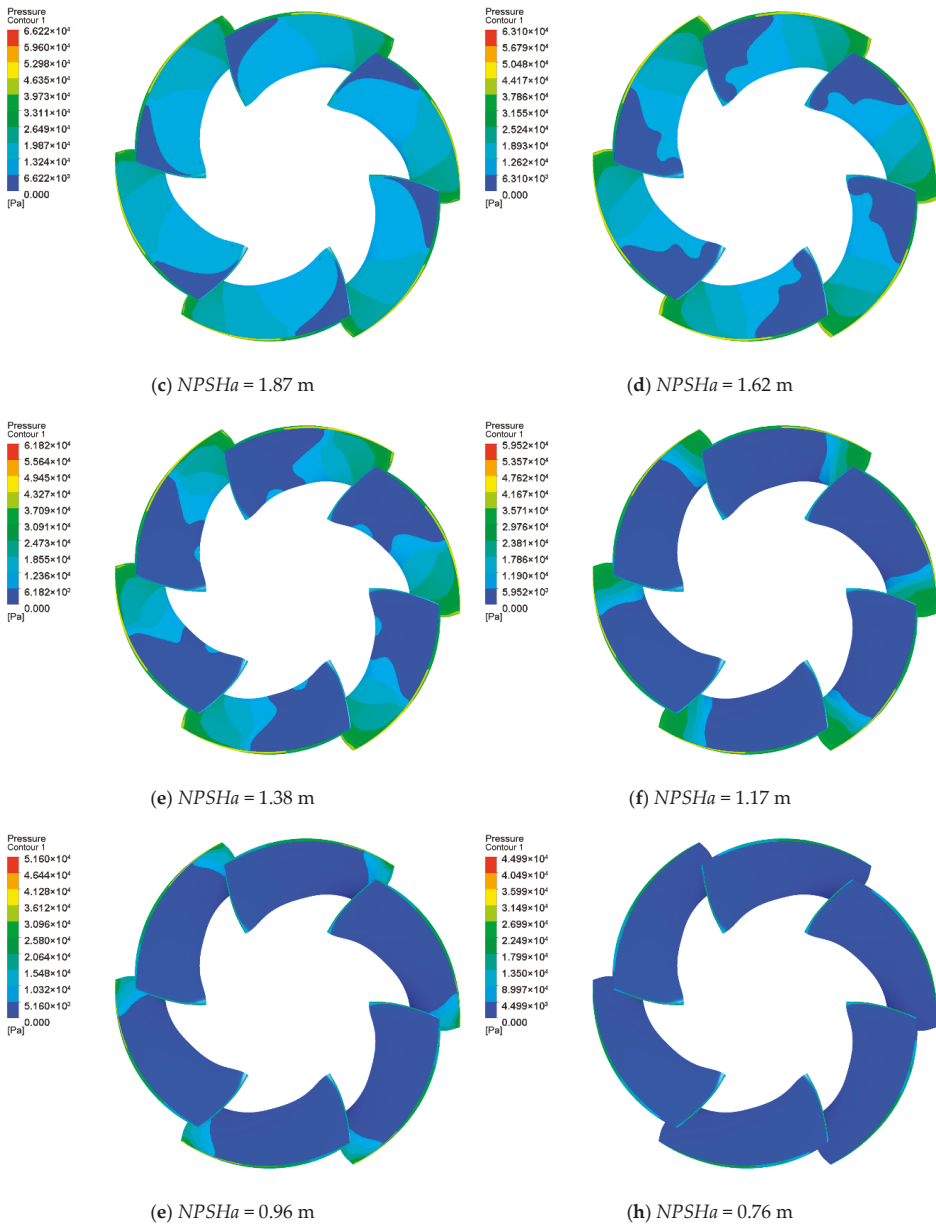 Pressure
Contour 1
6.622×10⁴
5.960×10⁴
5.298×10⁴
4.635×10⁴
3.973×10⁴
3.311×10⁴
2.649×10⁴
1.987×10⁴
1.324×10⁴
6.622×10³
0.000
[Pa]
(c) NPSHa = 1.87 m
Pressure
Contour 1
6.310×10⁴
5.679×10⁴
5.048×10⁴
4.417×10⁴
3.786×10⁴
3.155×10⁴
2.524×10⁴
1.893×10⁴
1.262×10⁴
6.310×10³
0.000
[Pa]
(d) NPSHa = 1.62 m
Pressure
Contour 1
6.182×10⁴
5.564×10⁴
4.945×10⁴
4.327×10⁴
3.709×10⁴
3.091×10⁴
2.473×10⁴
1.855×10⁴
1.236×10⁴
6.182×10³
0.000
[Pa]
(e) NPSHa = 1.38 m
Pressure
Contour 1
5.952×10⁴
5.357×10⁴
4.762×10⁴
4.167×10⁴
3.571×10⁴
2.976×10⁴
2.381×10⁴
1.786×10⁴
1.190×10⁴
5.952×10³
0.000
[Pa]
(f) NPSHa = 1.17 m
Pressure
Contour 1
5.160×10⁴
4.644×10⁴
4.128×10⁴
3.612×10⁴
3.096×10⁴
2.580×10⁴
2.064×10⁴
1.548×10⁴
1.032×10⁴
5.160×10³
0.000
[Pa]
(e) NPSHa = 0.96 m
Pressure
Contour 1
4.499×10⁴
4.049×10⁴
3.599×10⁴
3.149×10⁴
2.699×10⁴
2.249×10⁴
1.799×10⁴
1.350×10⁴
8.997×10⁴
4.499×10³
0.000
[Pa]
(h) NPSHa = 0.76 m